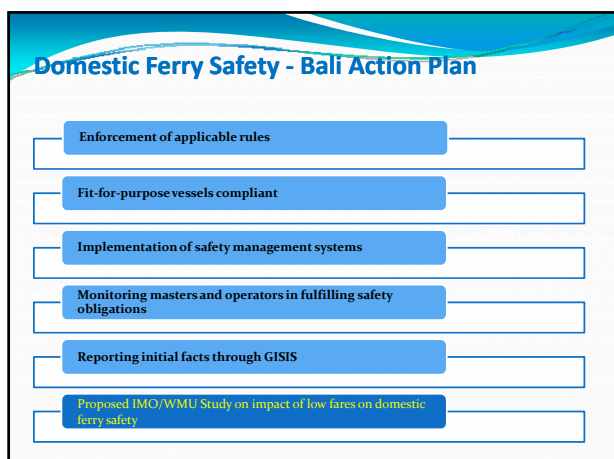 Domestic Ferry Safety - Bali Action Plan
Enforcement of applicable rules
Fit-for-purpose vessels compliant
Implementation of safety management systems
Monitoring masters and operators in fulfilling safety
obligations
Reporting initial facts through GISIS
Proposed IMO/WMU Study on impact of low fares on domestic
ferry safety